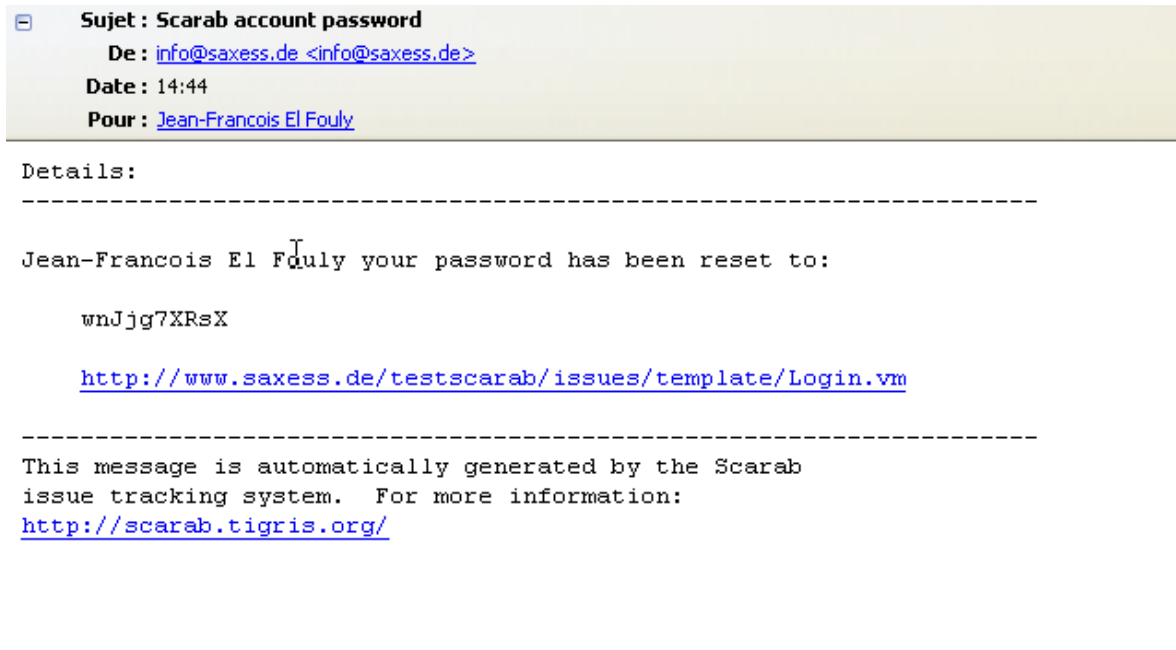 Sujet : Scarab account password
De : info@saxess.de <info@saxess.de>
Date : 14:44
Pour : Jean-Francois El Fouly
Details:
---------------------------------------------------------------------
Jean-Francois El Fouly your password has been reset to:
wnJjg7XRsX
http://www.saxess.de/testscarab/issues/template/Login.vm
---------------------------------------------------------------------
This message is automatically generated by the Scarab
issue tracking system.  For more information:
http://scarab.tigris.org/